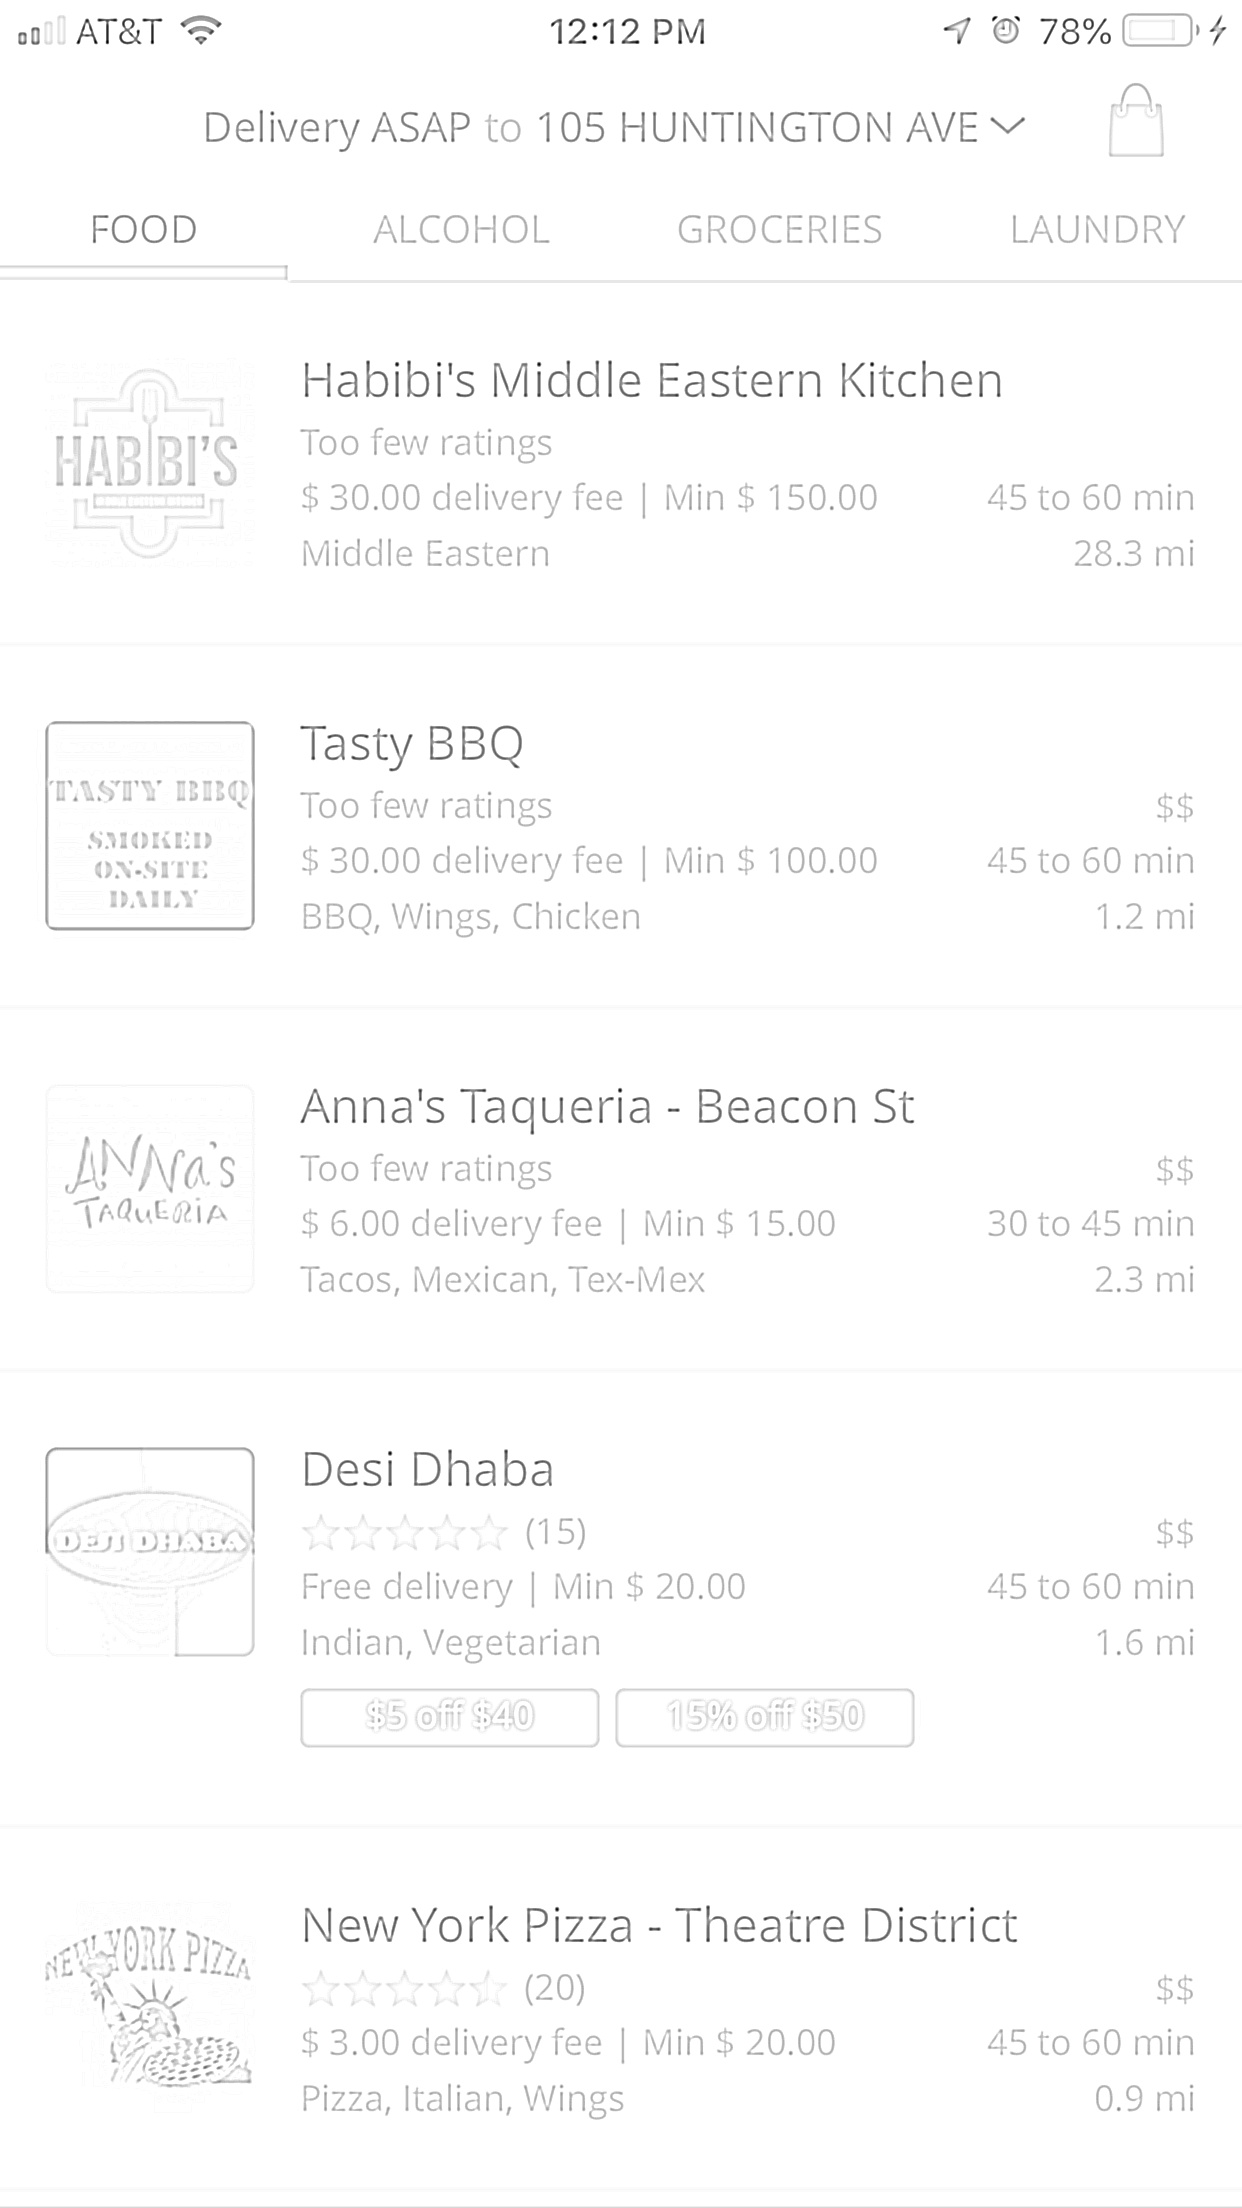 AT&T 12:12 PM 78%
Delivery ASAP to 105 HUNTINGTON AVE
FOOD ALCOHOL GROCERIES LAUNDRY
HABIBI'S
Habibi's Middle Eastern Kitchen
Too few ratings
$ 30.00 delivery fee | Min $ 150.00 45 to 60 min
Middle Eastern 28.3 mi
TASTY BBQ
SMOKED
ON-SITE
DAILY
Tasty BBQ
Too few ratings $$
$ 30.00 delivery fee | Min $ 100.00 45 to 60 min
BBQ, Wings, Chicken 1.2 mi
ANNa's
TAQUERIA
Anna's Taqueria - Beacon St
Too few ratings $$
$ 6.00 delivery fee | Min $ 15.00 30 to 45 min
Tacos, Mexican, Tex-Mex 2.3 mi
DESI DHABA
Desi Dhaba
(15) $$
Free delivery | Min $ 20.00 45 to 60 min
Indian, Vegetarian 1.6 mi
$5 off $40 15% off $50
NEW YORK PIZZA
New York Pizza - Theatre District
(20) $$
$ 3.00 delivery fee | Min $ 20.00 45 to 60 min
Pizza, Italian, Wings 0.9 mi